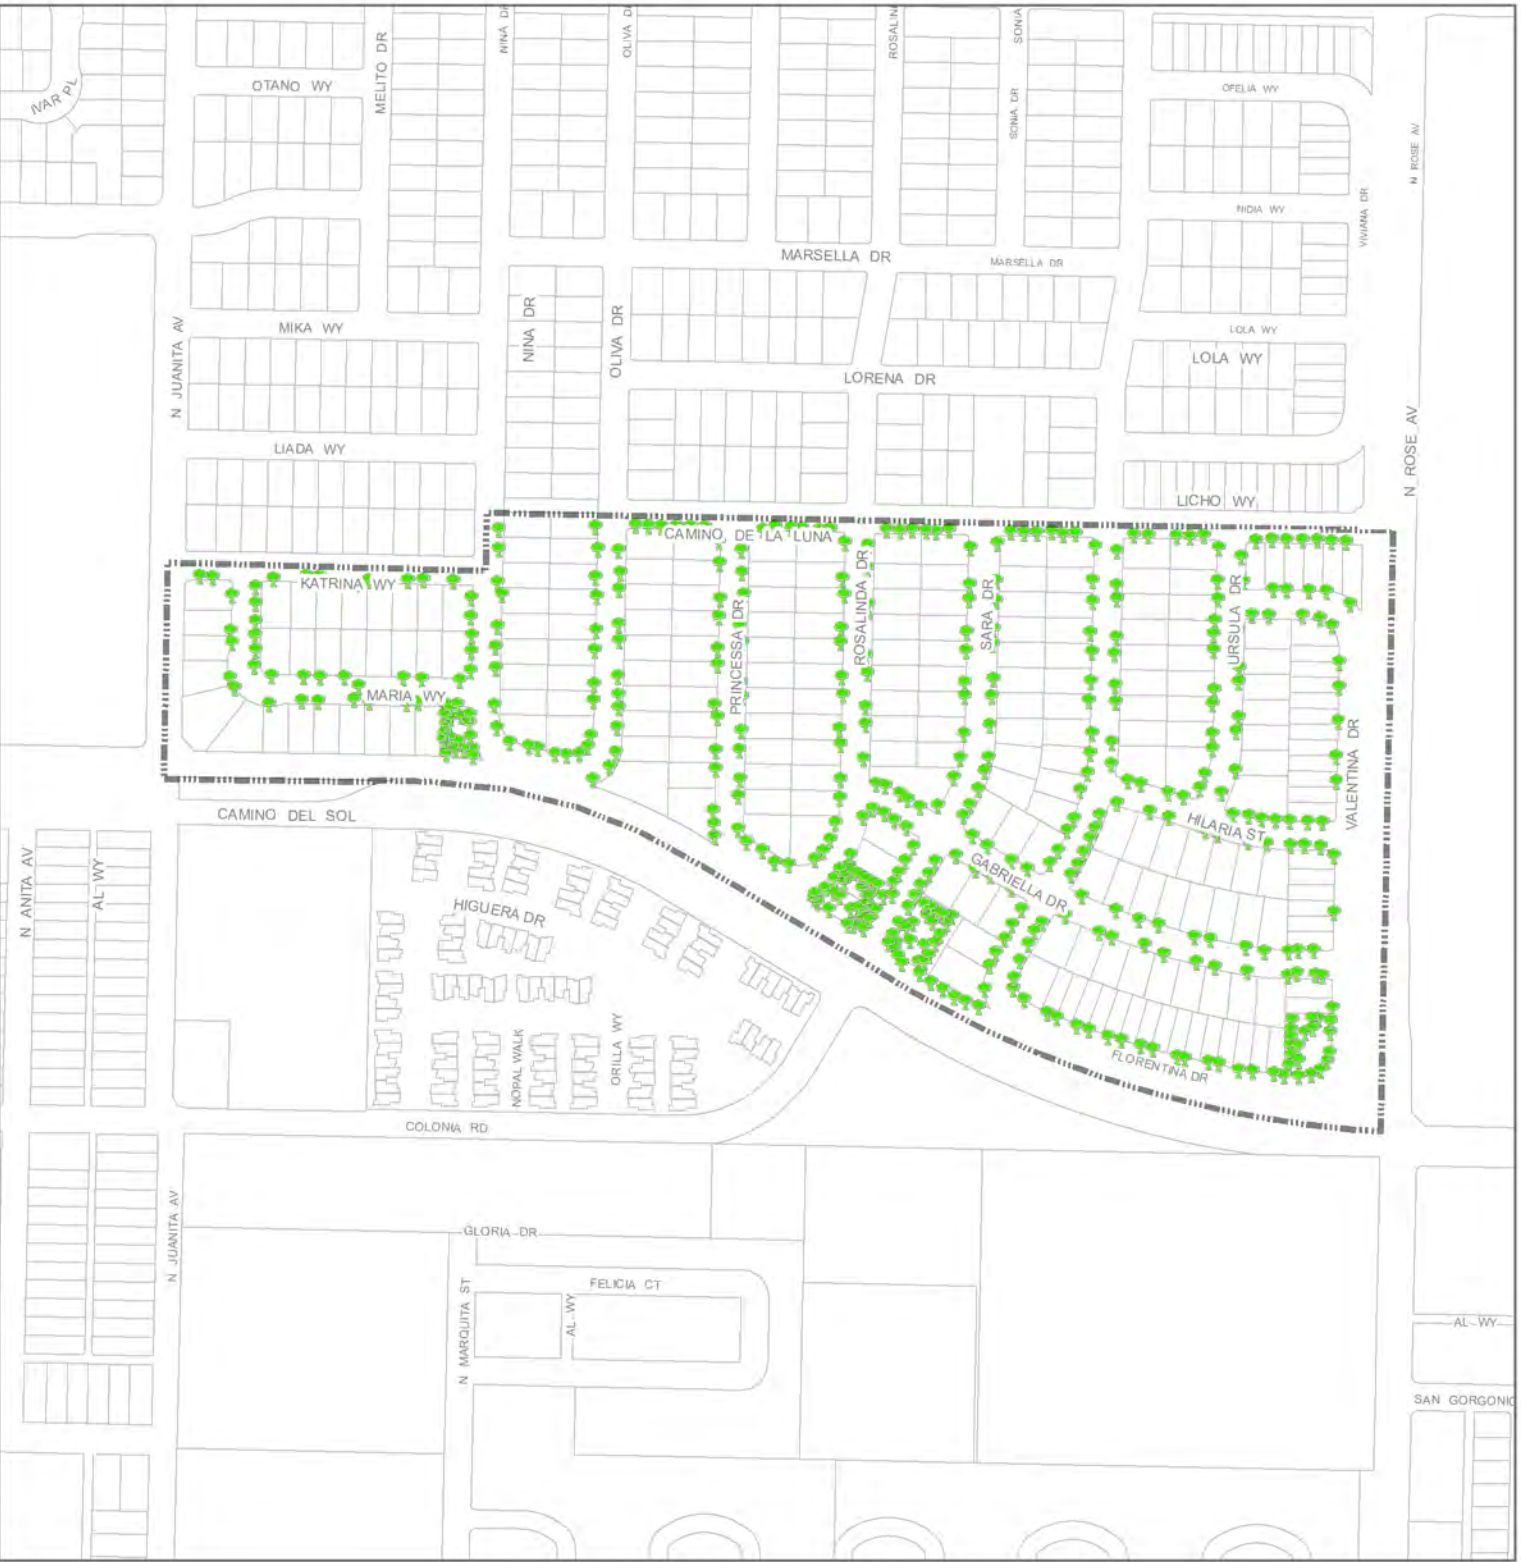 NINA DR
OLIVA DR
ROSALIN
SONIA
MELITO DR
IVAR PL
OTANO WY
OFELIA WY
SONIA DR
N ROSE AV
NIDIA WY
VIVIANA DR
MARSELLA DR
MARSELLA DR
N JUANITA AV
MIKA WY
NINA DR
OLIVA DR
LOLA WY
LOLA WY
LORENA DR
N ROSE AV
LIADA WY
LICHO WY
CAMINO DE LA LUNA
KATRINA WY
PRINCESSA DR
ROSALINDA DR
SARA DR
URSULA DR
MARIA WY
VALENTINA DR
CAMINO DEL SOL
HILARIA ST
N ANITA AV
AL WY
GABRIELLA DR
HIGUERA DR
NOPAL WALK
ORILLA WY
FLORENTINA DR
COLONIA RD
N JUANITA AV
GLORIA DR
FELICIA CT
N MARQUITA ST
AL WY
AL WY
SAN GORGONIO